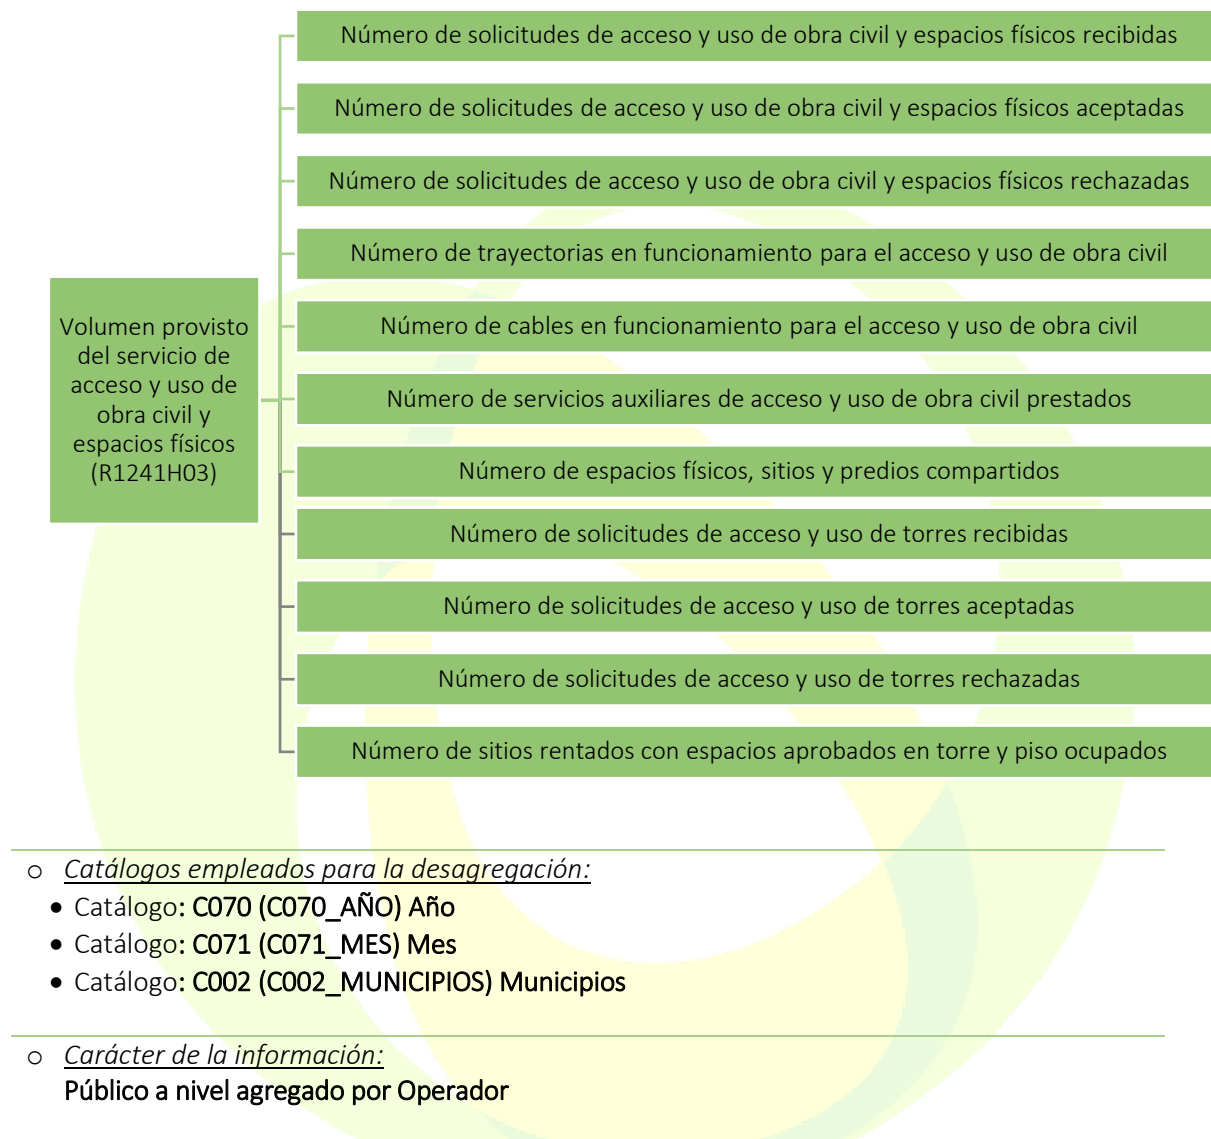 Número de solicitudes de acceso y uso de obra civil y espacios físicos recibidas
Número de solicitudes de acceso y uso de obra civil y espacios físicos aceptadas
Número de solicitudes de acceso y uso de obra civil y espacios físicos rechazadas
Número de trayectorias en funcionamiento para el acceso y uso de obra civil
Volumen provisto
del servicio de
acceso y uso de
obra civil y
espacios físicos
(R1241H03)
Número de cables en funcionamiento para el acceso y uso de obra civil
Número de servicios auxiliares de acceso y uso de obra civil prestados
Número de espacios físicos, sitios y predios compartidos
Número de solicitudes de acceso y uso de torres recibidas
Número de solicitudes de acceso y uso de torres aceptadas
Número de solicitudes de acceso y uso de torres rechazadas
Número de sitios rentados con espacios aprobados en torre y piso ocupados
o Catálogos empleados para la desagregación:
• Catálogo: C070 (C070_AÑO) Año
• Catálogo: C071 (C071_MES) Mes
• Catálogo: C002 (C002_MUNICIPIOS) Municipios
o Carácter de la información:
Público a nivel agregado por Operador